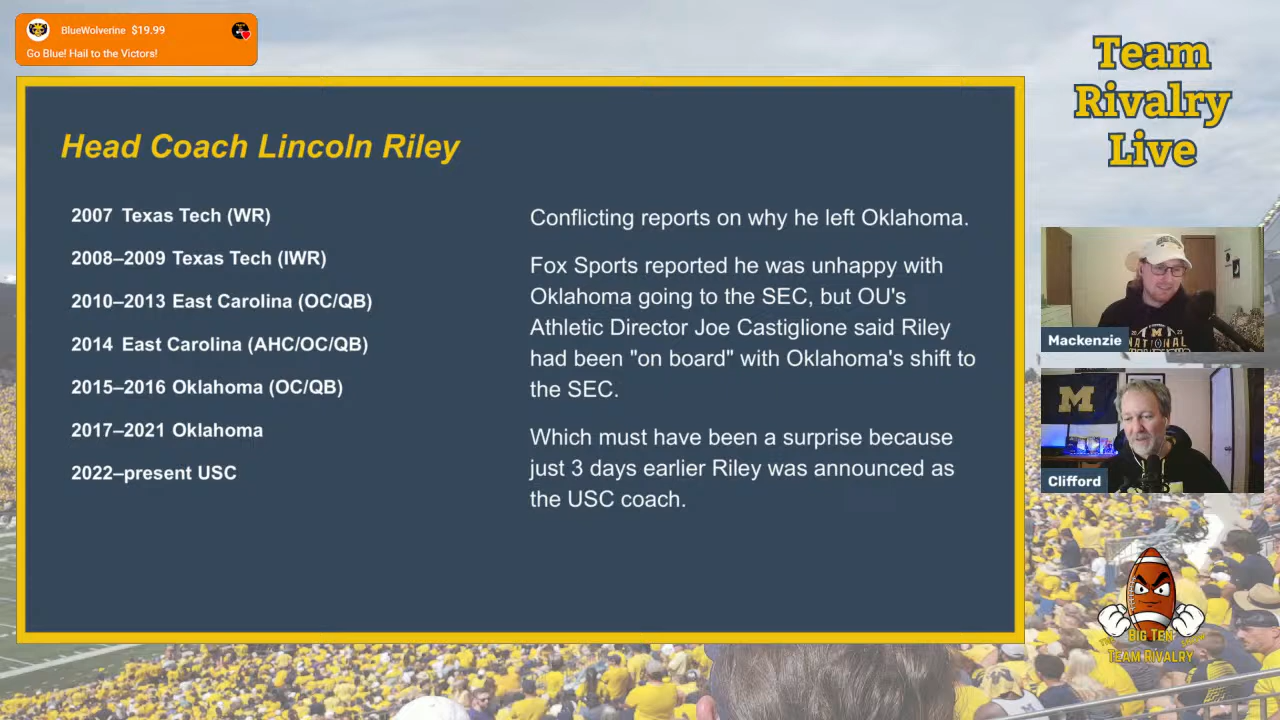 BlueWolverine $19.99
Go Blue! Hail to the Victors!
Team
Rivalry
Live
Head Coach Lincoln Riley
2007 Texas Tech (WR)
2008–2009 Texas Tech (IWR)
2010–2013 East Carolina (OC/QB)
2014 East Carolina (AHC/OC/QB)
2015–2016 Oklahoma (OC/QB)
2017–2021 Oklahoma
2022–present USC
Conflicting reports on why he left Oklahoma.
Fox Sports reported he was unhappy with
Oklahoma going to the SEC, but OU's
Athletic Director Joe Castiglione said Riley
had been "on board" with Oklahoma's shift to
the SEC.
Which must have been a surprise because
just 3 days earlier Riley was announced as
the USC coach.
M
NATIONAL
Mackenzie
M
Clifford
BIG TEN
TEAM RIVALRY